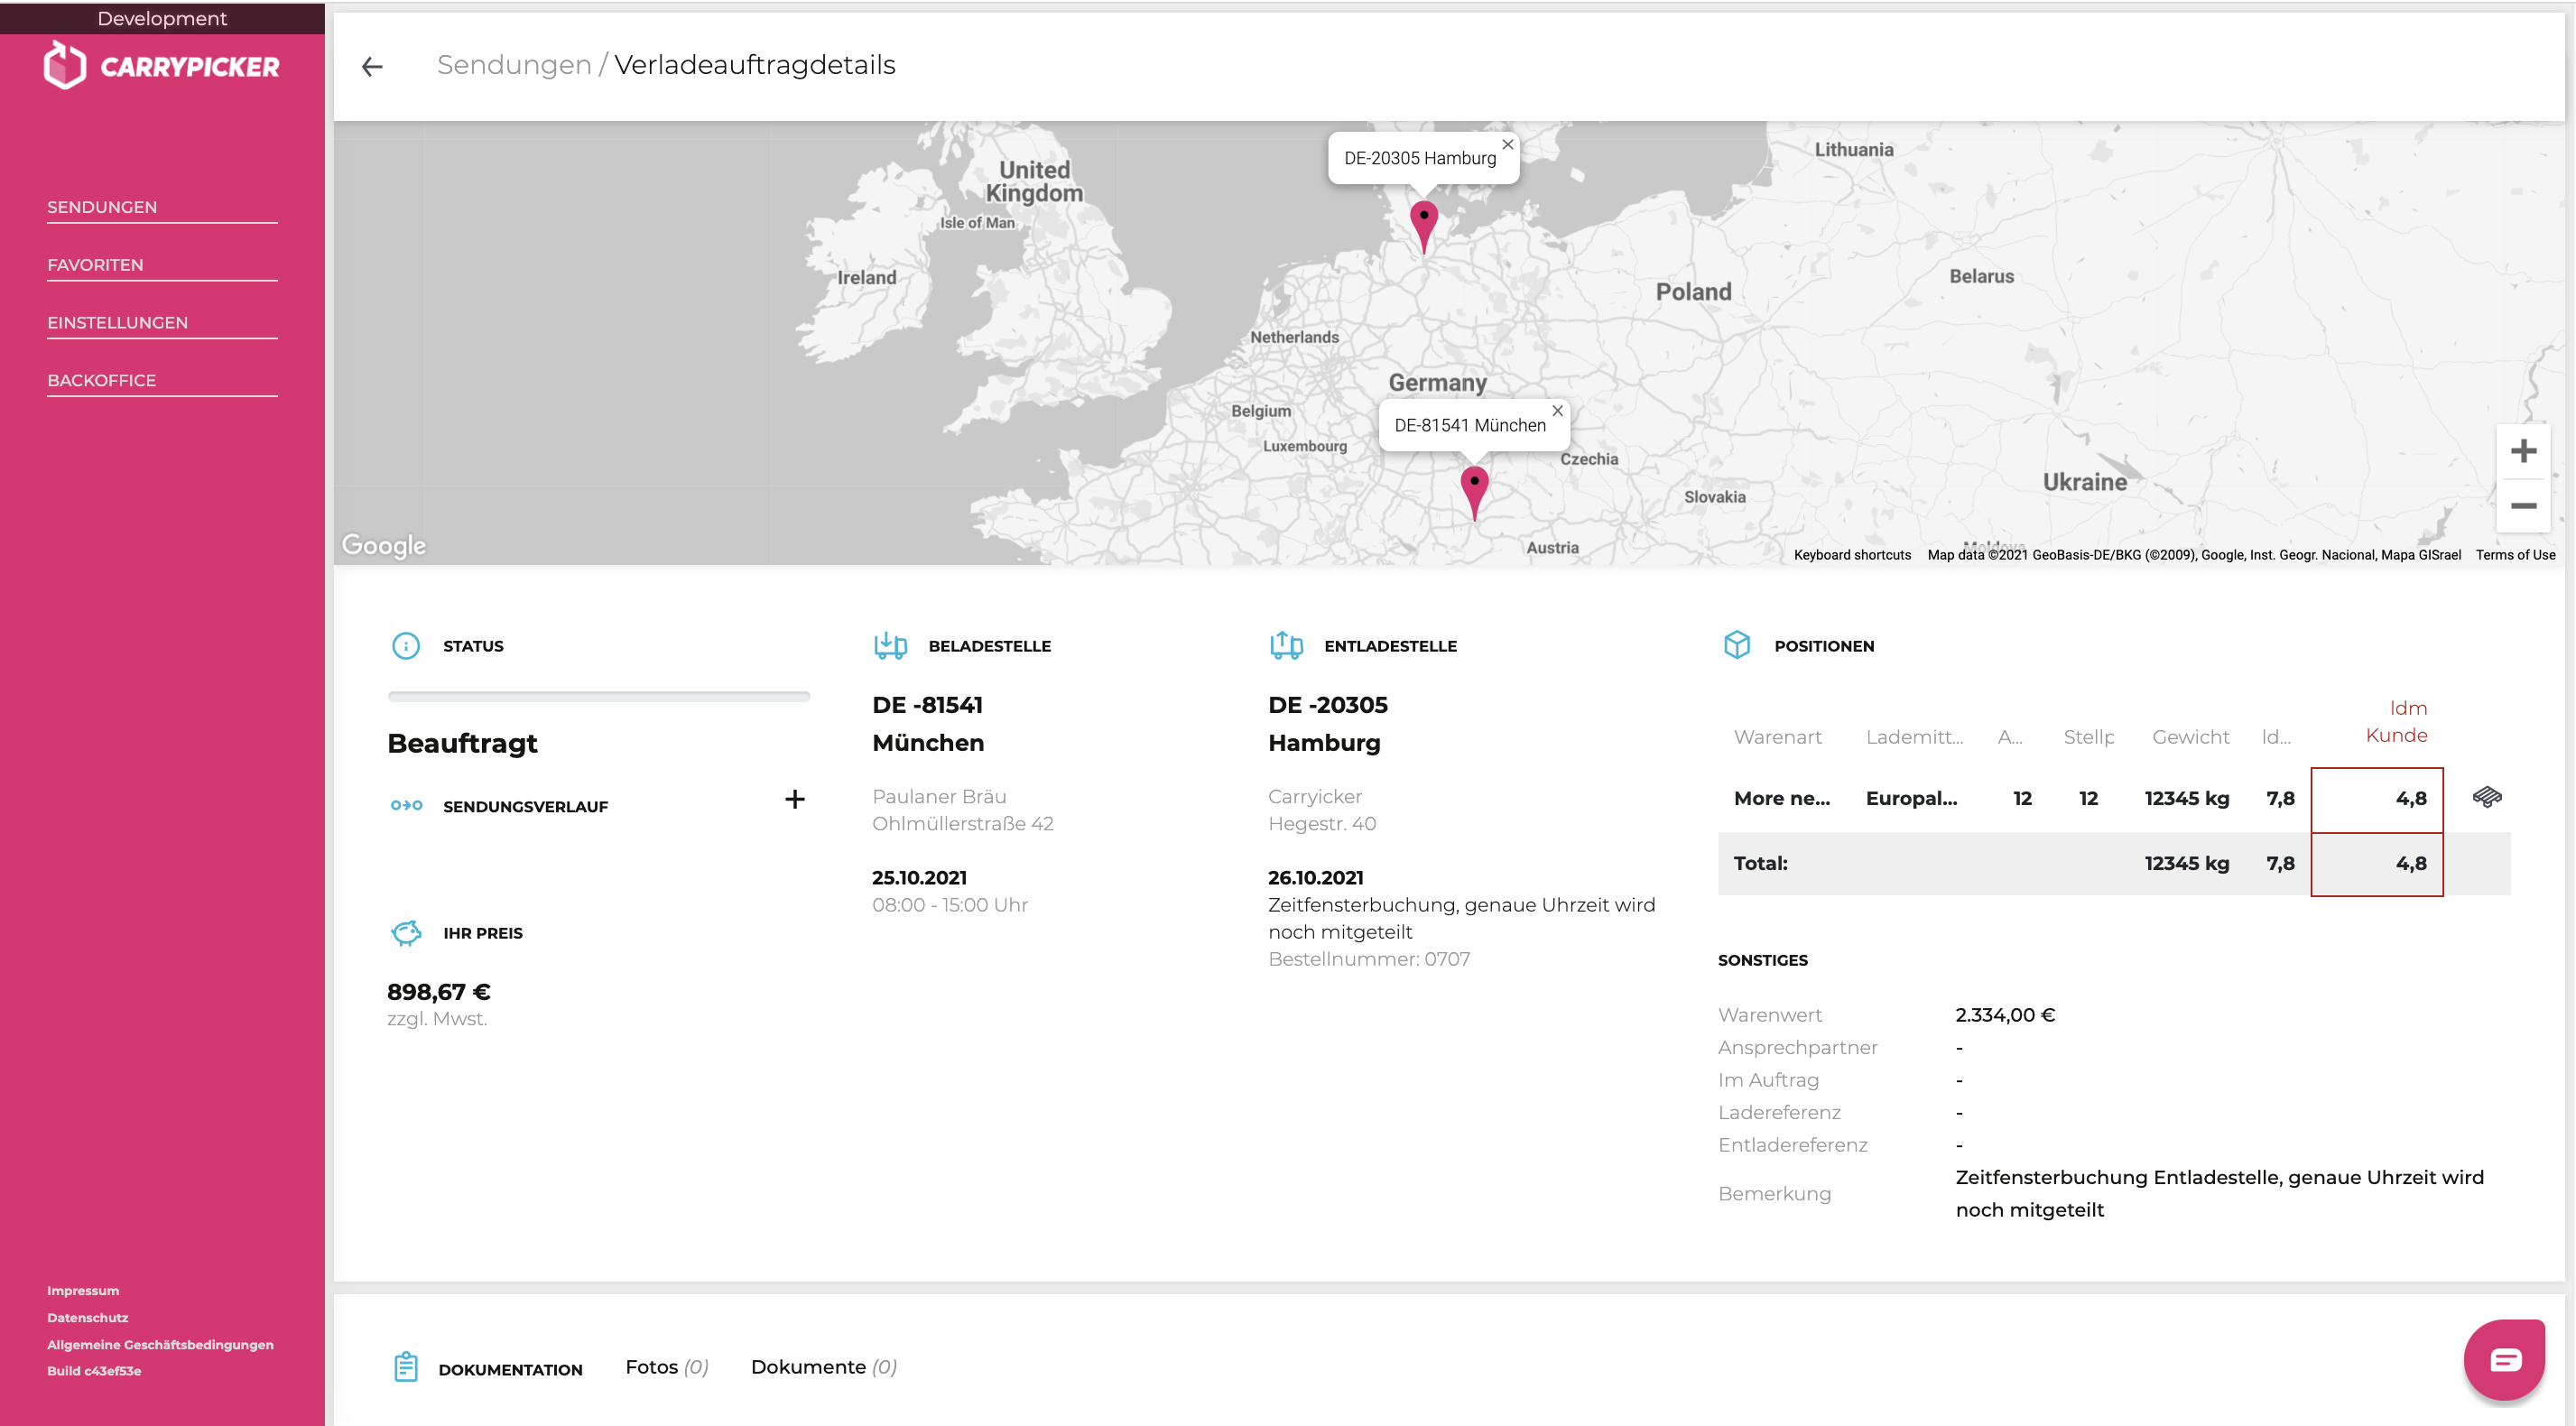 Development
CARRYPICKER
SENDUNGEN
FAVORITEN
EINSTELLUNGEN
BACKOFFICE
Impressum
Datenschutz
Allgemeine Geschäftsbedingungen
Build c43ef53e
Sendungen / Verladeauftragdetails
DE-20305 Hamburg
Lithuania
United
Kingdom
Isle of Man
Ireland
Belarus
Poland
Netherlands
Germany
Belgium
DE-81541 München
Luxembourg
Czechia
Ukraine
Slovakia
Google
Austria
Moldova
Keyboard shortcuts
Map data ©2021 GeoBasis-DE/BKG (©2009), Google, Inst. Geogr. Nacional, Mapa GISrael
Terms of Use
STATUS
Beauftragt
SENDUNGSVERLAUF
+
IHR PREIS
898,67 €
zzgl. Mwst.
BELADESTELLE
DE -81541
München
Paulaner Bräu
Ohlmüllerstraße 42
25.10.2021
08:00 - 15:00 Uhr
ENTLADESTELLE
DE -20305
Hamburg
Carryicker
Hegestr. 40
26.10.2021
Zeitfensterbuchung, genaue Uhrzeit wird
noch mitgeteilt
Bestellnummer: 0707
POSITIONEN
Warenart Lademitt... A... Stellp Gewicht ld... ldm
Kunde
More ne... Europal... 12 12 12345 kg 7,8 4,8
Total: 12345 kg 7,8 4,8
SONSTIGES
Warenwert 2.334,00 €
Ansprechpartner -
Im Auftrag -
Ladereferenz -
Entladereferenz -
Bemerkung Zeitfensterbuchung Entladestelle, genaue Uhrzeit wird
noch mitgeteilt
DOKUMENTATION Fotos (0) Dokumente (0)